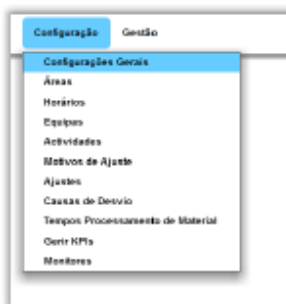 Configuração Gestão
Configurações Gerais
Áreas
Horários
Equipas
Actividades
Motivos de Ajuste
Ajustes
Causas de Desvio
Tempos Processamento de Material
Gerir KPIs
Monitores